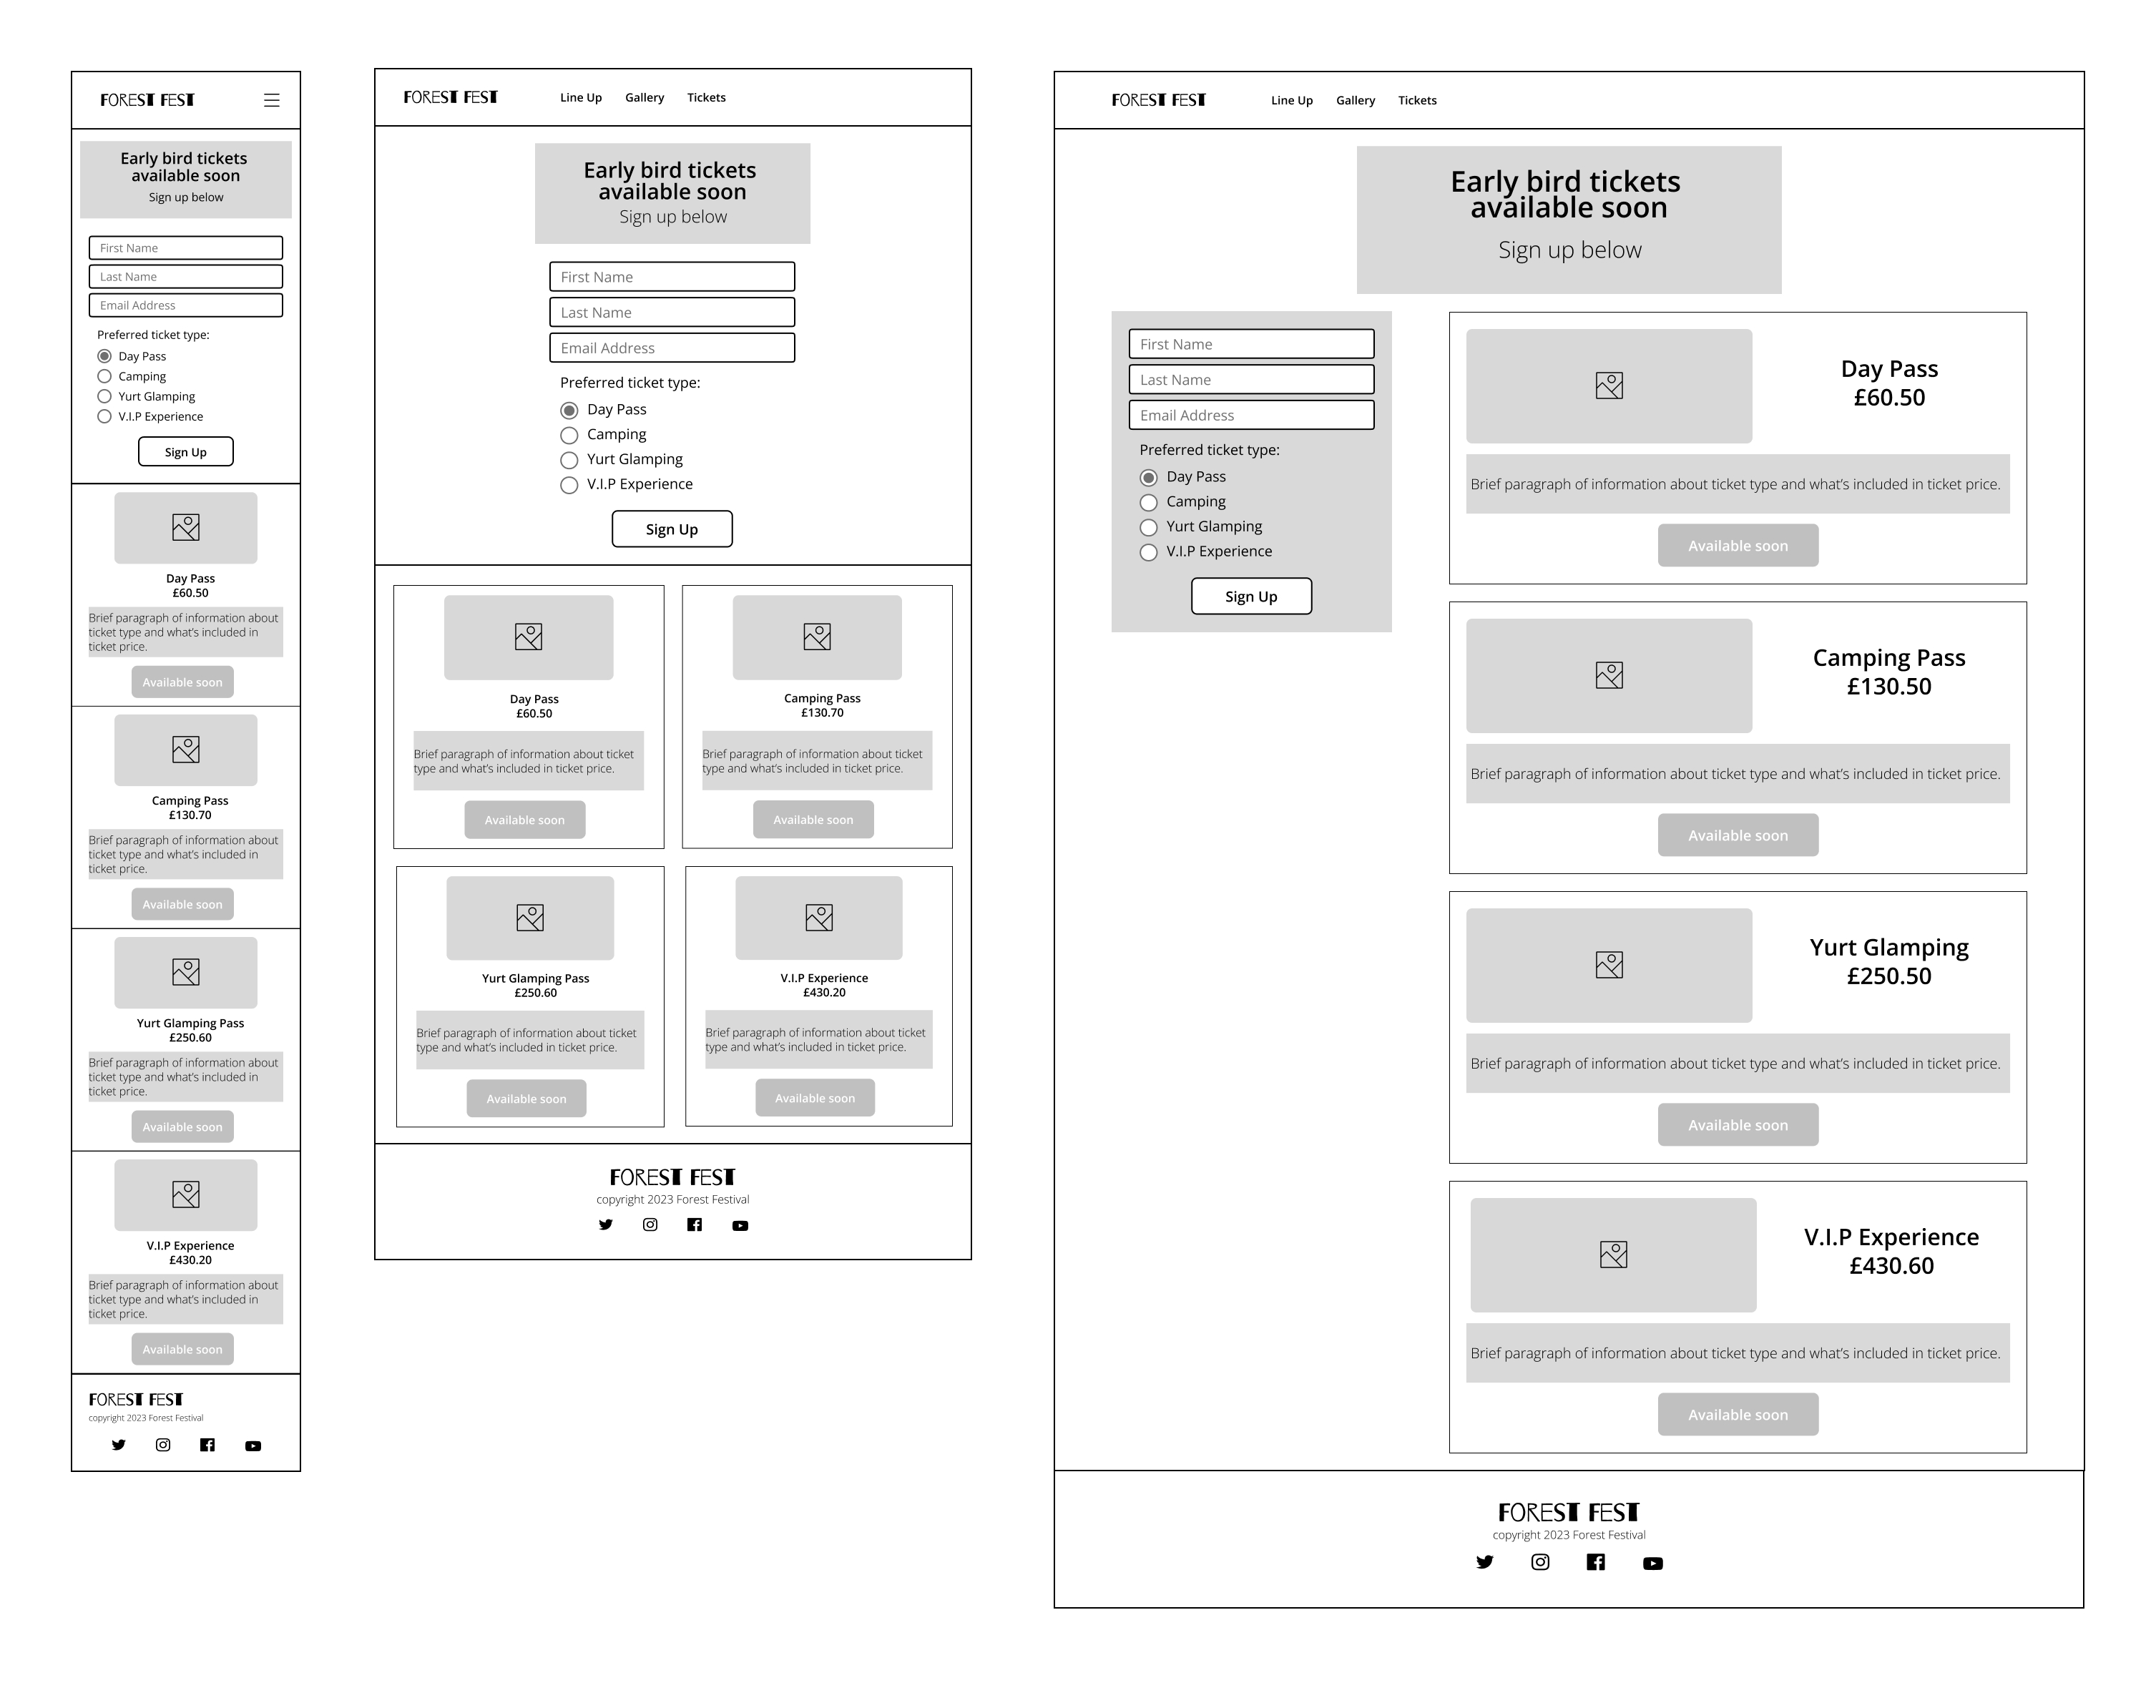 FOREST FEST
Early bird tickets
available soon
Sign up below
First Name
Last Name
Email Address
Preferred ticket type:
Day Pass
Camping
Yurt Glamping
V.I.P Experience
Sign Up
Day Pass
£60.50
Brief paragraph of information about
ticket type and what's included in
ticket price.
Available soon
Camping Pass
£130.70
Brief paragraph of information about
ticket type and what's included in
ticket price.
Available soon
Yurt Glamping Pass
£250.60
Brief paragraph of information about
ticket type and what's included in
ticket price.
Available soon
V.I.P Experience
£430.20
Brief paragraph of information about
ticket type and what's included in
ticket price.
Available soon
FOREST FEST
copyright 2023 Forest Festival
FOREST FEST Line Up Gallery Tickets
Early bird tickets
available soon
Sign up below
First Name
Last Name
Email Address
Preferred ticket type:
Day Pass
Camping
Yurt Glamping
V.I.P Experience
Sign Up
Day Pass
£60.50
Brief paragraph of information about ticket
type and what's included in ticket price.
Available soon
Camping Pass
£130.70
Brief paragraph of information about ticket
type and what's included in ticket price.
Available soon
Yurt Glamping Pass
£250.60
Brief paragraph of information about ticket
type and what's included in ticket price.
Available soon
V.I.P Experience
£430.20
Brief paragraph of information about ticket
type and what's included in ticket price.
Available soon
FOREST FEST
copyright 2023 Forest Festival
FOREST FEST Line Up Gallery Tickets
Early bird tickets
available soon
Sign up below
First Name
Last Name
Email Address
Preferred ticket type:
Day Pass
Camping
Yurt Glamping
V.I.P Experience
Sign Up
Day Pass
£60.50
Brief paragraph of information about ticket type and what's included in ticket price.
Available soon
Camping Pass
£130.50
Brief paragraph of information about ticket type and what's included in ticket price.
Available soon
Yurt Glamping
£250.50
Brief paragraph of information about ticket type and what's included in ticket price.
Available soon
V.I.P Experience
£430.60
Brief paragraph of information about ticket type and what's included in ticket price.
Available soon
FOREST FEST
copyright 2023 Forest Festival